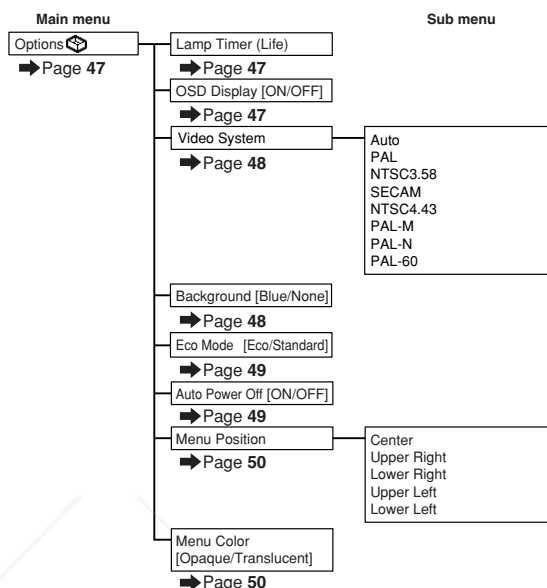 Main menu
Sub menu
Options
Page 47
Lamp Timer (Life)
Page 47
OSD Display [ON/OFF]
Page 47
Video System
Page 48
Auto
PAL
NTSC3.58
SECAM
NTSC4.43
PAL-M
PAL-N
PAL-60
Background [Blue/None]
Page 48
Eco Mode [Eco/Standard]
Page 49
Auto Power Off [ON/OFF]
Page 49
Menu Position
Page 50
Center
Upper Right
Lower Right
Upper Left
Lower Left
Menu Color
[Opaque/Translucent]
Page 50